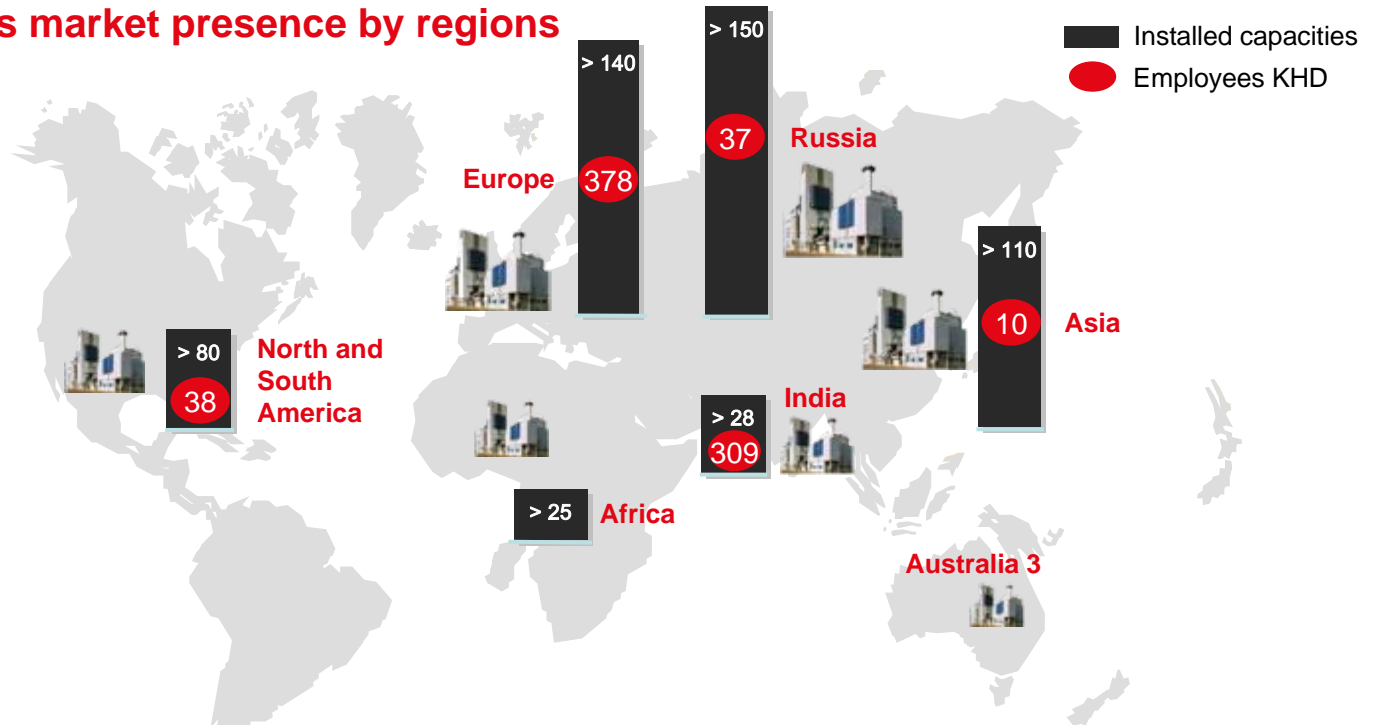 s market presence by regions
Installed capacities
Employees KHD
> 150
> 140
37
Russia
Europe
378
> 110
10
Asia
> 80
North and
South
America
38
India
> 28
309
> 25
Africa
Australia 3